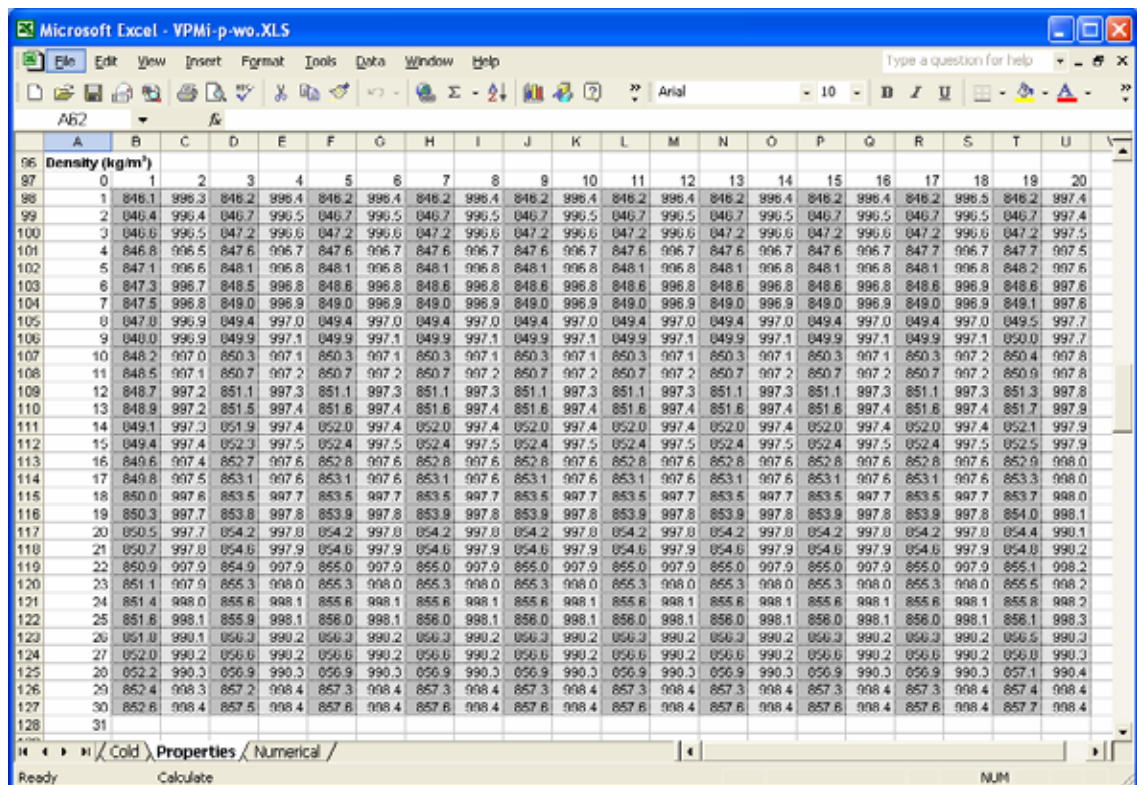 Microsoft Excel - VPMi-p-wo.XLS
File Edit View Insert Format Tools Data Window Help Type a question for help
Σ Arial 10 B I U
A62 fx
A B C D E F G H I J K L M N O P Q R S T U
96 Density (kg/m³)
97 0 1 2 3 4 5 6 7 8 9 10 11 12 13 14 15 16 17 18 19 20
98 1 846.1 996.3 846.2 996.4 846.2 996.4 846.2 996.4 846.2 996.4 846.2 996.4 846.2 996.4 846.2 996.4 846.2 996.5 846.2 997.4
99 2 846.4 996.4 846.7 996.5 846.7 996.5 846.7 996.5 846.7 996.5 846.7 996.5 846.7 996.5 846.7 996.5 846.7 996.5 846.7 997.4
100 3 846.6 996.5 847.2 996.6 847.2 996.6 847.2 996.6 847.2 996.6 847.2 996.6 847.2 996.6 847.2 996.6 847.2 996.6 847.2 997.5
101 4 846.8 996.5 847.6 996.7 847.6 996.7 847.6 996.7 847.6 996.7 847.6 996.7 847.6 996.7 847.6 996.7 847.7 996.7 847.7 997.5
102 5 847.1 996.6 848.1 996.8 848.1 996.8 848.1 996.8 848.1 996.8 848.1 996.8 848.1 996.8 848.1 996.8 848.1 996.8 848.2 997.6
103 6 847.3 996.7 848.5 996.8 848.6 996.8 848.6 996.8 848.6 996.8 848.6 996.8 848.6 996.8 848.6 996.8 848.6 996.9 848.6 997.6
104 7 847.5 996.8 849.0 996.9 849.0 996.9 849.0 996.9 849.0 996.9 849.0 996.9 849.0 996.9 849.0 996.9 849.0 996.9 849.1 997.6
105 8 847.8 996.9 849.4 997.0 849.4 997.0 849.4 997.0 849.4 997.0 849.4 997.0 849.4 997.0 849.4 997.0 849.4 997.0 849.5 997.7
106 9 848.0 996.9 849.9 997.1 849.9 997.1 849.9 997.1 849.9 997.1 849.9 997.1 849.9 997.1 849.9 997.1 849.9 997.1 850.0 997.7
107 10 848.2 997.0 850.3 997.1 850.3 997.1 850.3 997.1 850.3 997.1 850.3 997.1 850.3 997.1 850.3 997.1 850.3 997.2 850.4 997.8
108 11 848.5 997.1 850.7 997.2 850.7 997.2 850.7 997.2 850.7 997.2 850.7 997.2 850.7 997.2 850.7 997.2 850.7 997.2 850.9 997.8
109 12 848.7 997.2 851.1 997.3 851.1 997.3 851.1 997.3 851.1 997.3 851.1 997.3 851.1 997.3 851.1 997.3 851.1 997.3 851.3 997.8
110 13 848.9 997.2 851.5 997.4 851.6 997.4 851.6 997.4 851.6 997.4 851.6 997.4 851.6 997.4 851.6 997.4 851.6 997.4 851.7 997.9
111 14 849.1 997.3 851.9 997.4 852.0 997.4 852.0 997.4 852.0 997.4 852.0 997.4 852.0 997.4 852.0 997.4 852.0 997.4 852.1 997.9
112 15 849.4 997.4 852.3 997.5 852.4 997.5 852.4 997.5 852.4 997.5 852.4 997.5 852.4 997.5 852.4 997.5 852.4 997.5 852.5 997.9
113 16 849.6 997.4 852.7 997.6 852.8 997.6 852.8 997.6 852.8 997.6 852.8 997.6 852.8 997.6 852.8 997.6 852.8 997.6 852.9 998.0
114 17 849.8 997.5 853.1 997.6 853.1 997.6 853.1 997.6 853.1 997.6 853.1 997.6 853.1 997.6 853.1 997.6 853.1 997.6 853.3 998.0
115 18 850.0 997.6 853.5 997.7 853.5 997.7 853.5 997.7 853.5 997.7 853.5 997.7 853.5 997.7 853.5 997.7 853.5 997.7 853.7 998.0
116 19 850.3 997.7 853.8 997.8 853.9 997.8 853.9 997.8 853.9 997.8 853.9 997.8 853.9 997.8 853.9 997.8 853.9 997.8 854.0 998.1
117 20 850.5 997.7 854.2 997.8 854.2 997.8 854.2 997.8 854.2 997.8 854.2 997.8 854.2 997.8 854.2 997.8 854.2 997.8 854.4 998.1
118 21 850.7 997.8 854.6 997.9 854.6 997.9 854.6 997.9 854.6 997.9 854.6 997.9 854.6 997.9 854.6 997.9 854.6 997.9 854.8 998.2
119 22 850.9 997.9 854.9 997.9 855.0 997.9 855.0 997.9 855.0 997.9 855.0 997.9 855.0 997.9 855.0 997.9 855.0 997.9 855.1 998.2
120 23 851.1 997.9 855.3 998.0 855.3 998.0 855.3 998.0 855.3 998.0 855.3 998.0 855.3 998.0 855.3 998.0 855.3 998.0 855.5 998.2
121 24 851.4 998.0 855.6 998.1 855.6 998.1 855.6 998.1 855.6 998.1 855.6 998.1 855.6 998.1 855.6 998.1 855.6 998.1 855.8 998.2
122 25 851.6 998.1 855.9 998.1 856.0 998.1 856.0 998.1 856.0 998.1 856.0 998.1 856.0 998.1 856.0 998.1 856.0 998.1 856.1 998.3
123 26 851.8 998.1 856.3 998.2 856.3 998.2 856.3 998.2 856.3 998.2 856.3 998.2 856.3 998.2 856.3 998.2 856.3 998.2 856.5 998.3
124 27 852.0 998.2 856.6 998.2 856.6 998.2 856.6 998.2 856.6 998.2 856.6 998.2 856.6 998.2 856.6 998.2 856.6 998.2 856.8 998.3
125 28 852.2 998.3 856.9 998.3 856.9 998.3 856.9 998.3 856.9 998.3 856.9 998.3 856.9 998.3 856.9 998.3 856.9 998.3 857.1 998.4
126 29 852.4 998.3 857.2 998.4 857.3 998.4 857.3 998.4 857.3 998.4 857.3 998.4 857.3 998.4 857.3 998.4 857.3 998.4 857.4 998.4
127 30 852.6 998.4 857.5 998.4 857.6 998.4 857.6 998.4 857.6 998.4 857.6 998.4 857.6 998.4 857.6 998.4 857.6 998.4 857.7 998.4
128 31
Cold Properties Numerical
Ready Calculate NUM